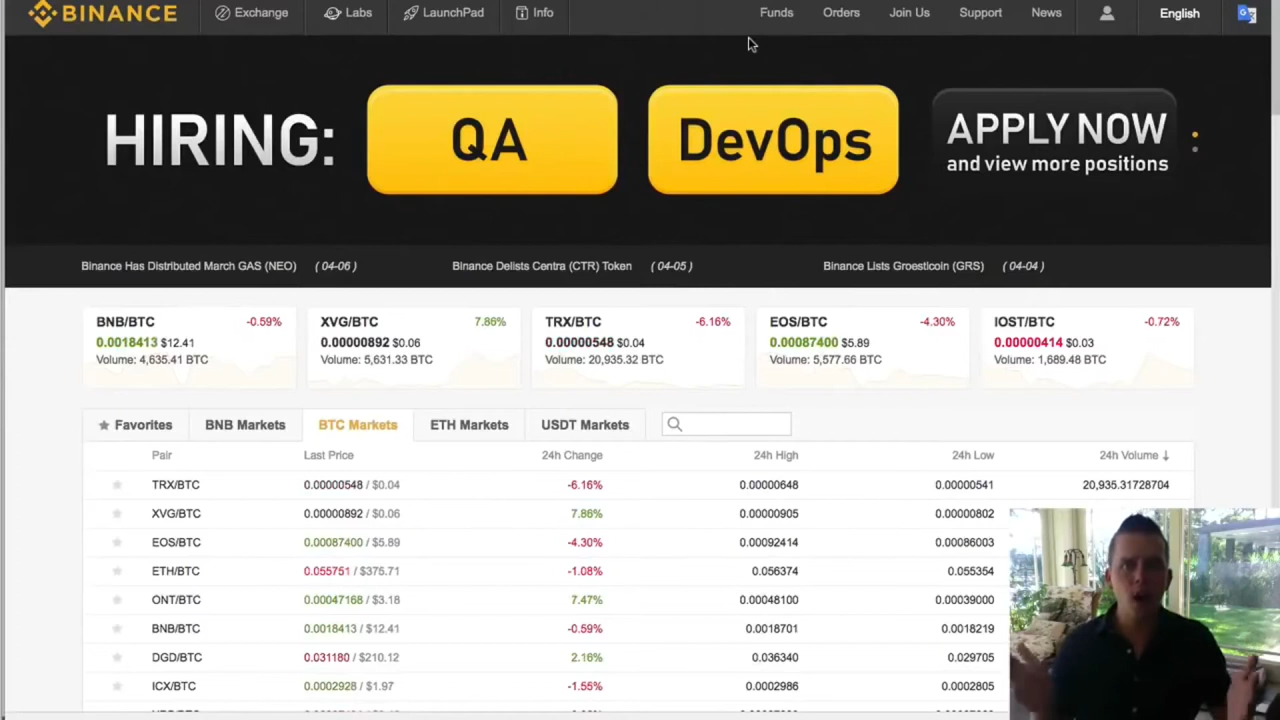 BINANCE Exchange Labs LaunchPad Info Funds Orders Join Us Support News English
HIRING: QA DevOps APPLY NOW
and view more positions
Binance Has Distributed March GAS (NEO) ( 04-06 ) Binance Delists Centra (CTR) Token ( 04-05 ) Binance Lists Groestlcoin (GRS) ( 04-04 )
BNB/BTC -0.59% XVG/BTC 7.86% TRX/BTC -6.16% EOS/BTC -4.30% IOST/BTC -0.72%
0.0018413 $12.41 0.00000892 $0.06 0.00000548 $0.04 0.00087400 $5.89 0.00000414 $0.03
Volume: 4,635.41 BTC Volume: 5,631.33 BTC Volume: 20,935.32 BTC Volume: 5,577.66 BTC Volume: 1,689.48 BTC
Favorites BNB Markets BTC Markets ETH Markets USDT Markets
Pair Last Price 24h Change 24h High 24h Low 24h Volume ↓
TRX/BTC 0.00000548 / $0.04 -6.16% 0.00000648 0.00000541 20,935.31728704
XVG/BTC 0.00000892 / $0.06 7.86% 0.00000905 0.00000802
EOS/BTC 0.00087400 / $5.89 -4.30% 0.00092414 0.00086003
ETH/BTC 0.055751 / $376.71 -1.08% 0.056374 0.055354
ONT/BTC 0.00047168 / $3.18 7.47% 0.00048100 0.00039000
BNB/BTC 0.0018413 / $12.41 -0.59% 0.0018701 0.0018219
DGD/BTC 0.031180 / $210.12 2.16% 0.036340 0.029705
ICX/BTC 0.0002928 / $1.97 -1.55% 0.0002986 0.0002805